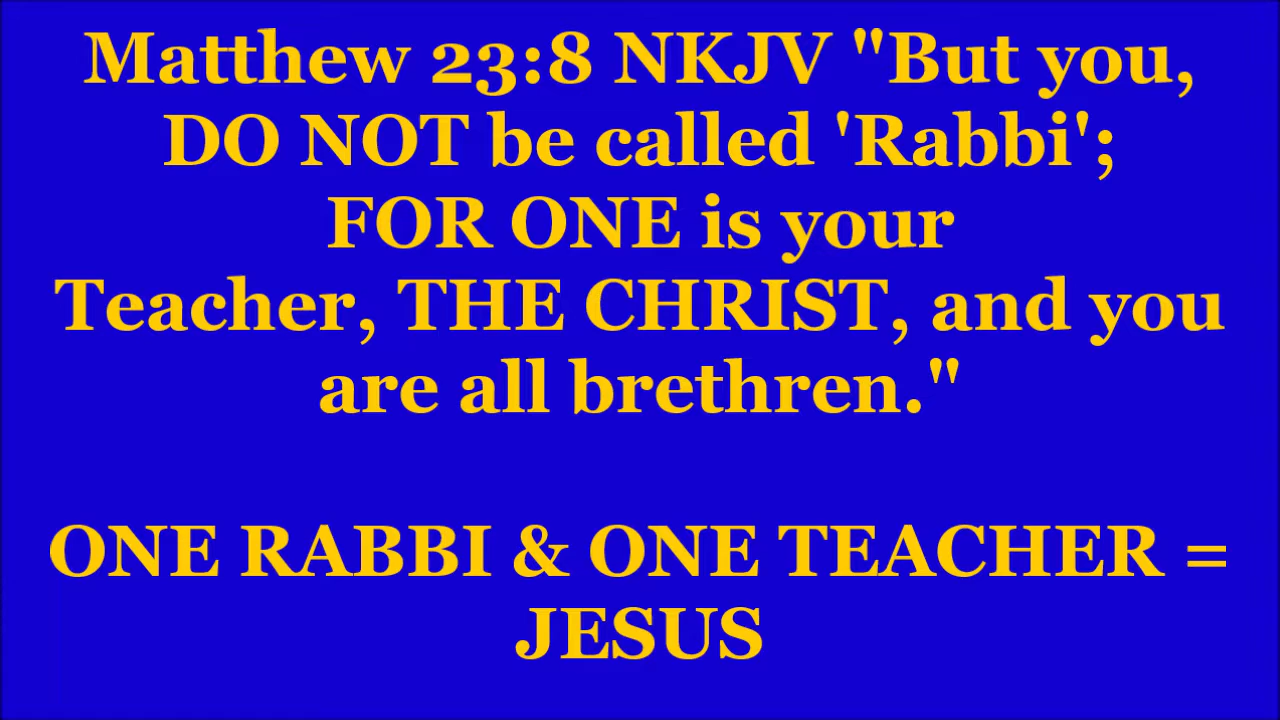 Matthew 23:8 NKJV "But you,
DO NOT be called 'Rabbi';
FOR ONE is your
Teacher, THE CHRIST, and you
are all brethren."
ONE RABBI & ONE TEACHER =
JESUS